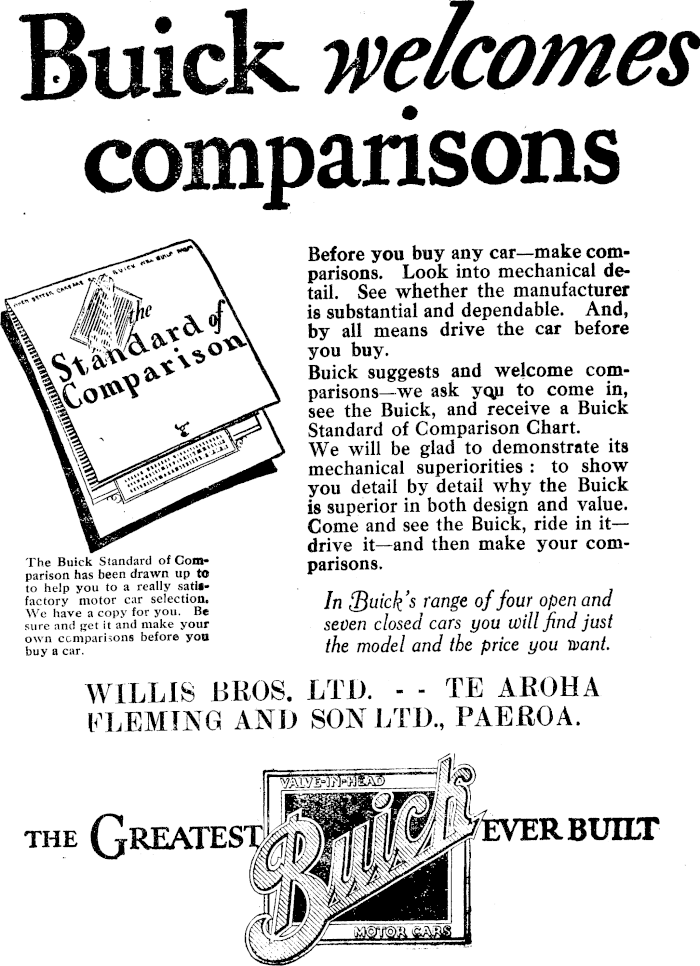 Buick welcomes
comparisons
the
Standard of
Comparison
The Buick Standard of Com-
parison has been drawn up to
to help you to a really satis-
factory motor car selection.
We have a copy for you. Be
sure and get it and make your
own comparisons before you
buy a car.
Before you buy any car—make com-
parisons. Look into mechanical de-
tail. See whether the manufacturer
is substantial and dependable. And,
by all means drive the car before
you buy.
Buick suggests and welcome com-
parisons—we ask you to come in,
see the Buick, and receive a Buick
Standard of Comparison Chart.
We will be glad to demonstrate its
mechanical superiorities : to show
you detail by detail why the Buick
is superior in both design and value.
Come and see the Buick, ride in it—
drive it—and then make your com-
parisons.
In Buick's range of four open and
seven closed cars you will find just
the model and the price you want.
WILLIS BROS. LTD. - - TE AROHA
FLEMING AND SON LTD., PAEROA.
VALVE-IN-HEAD
THE GREATEST Buick EVER BUILT
MOTOR CARS